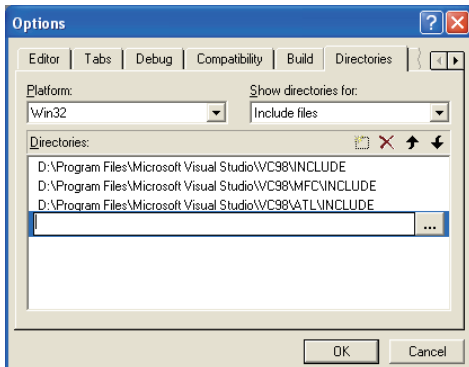 Options
Editor Tabs Debug Compatibility Build Directories
Platform: Show directories for:
Win32 Include files
Directories:
D:\Program Files\Microsoft Visual Studio\VC98\INCLUDE
D:\Program Files\Microsoft Visual Studio\VC98\MFC\INCLUDE
D:\Program Files\Microsoft Visual Studio\VC98\ATL\INCLUDE
...
OK Cancel